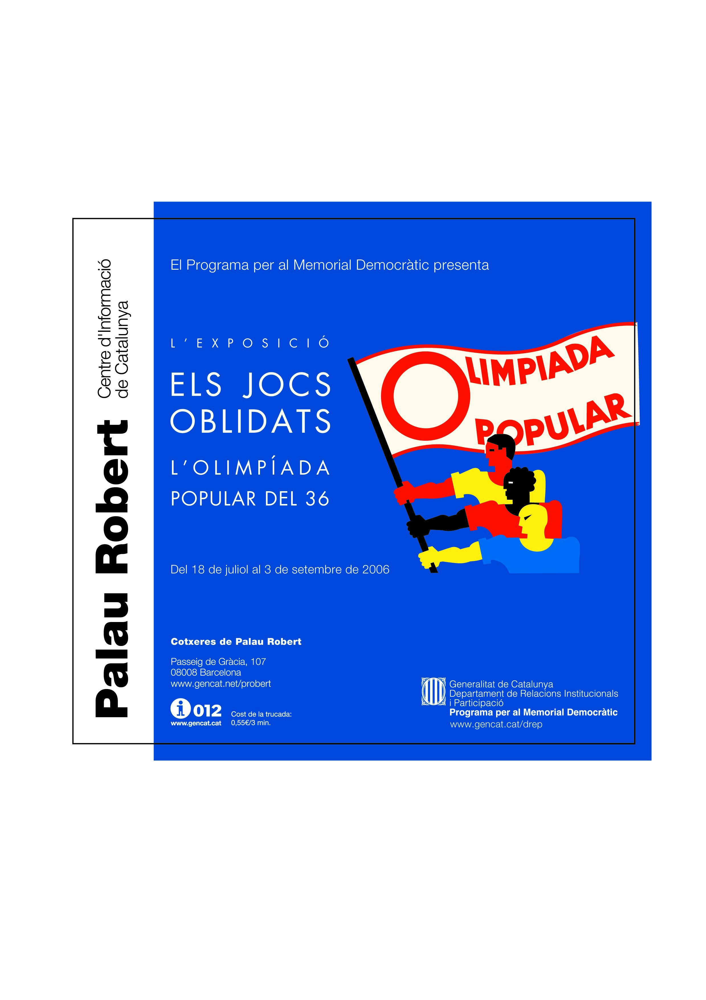 Palau Robert
Centre d'Informació
de Catalunya
El Programa per al Memorial Democràtic presenta
L'EXPOSICIÓ
ELS JOCS
OBLIDATS
L'OLIMPÍADA
POPULAR DEL 36
OLIMPIADA
POPULAR
Del 18 de juliol al 3 de setembre de 2006
Cotxeres de Palau Robert
Passeig de Gràcia, 107
08008 Barcelona
www.gencat.net/probert
i 012
www.gencat.cat
Cost de la trucada:
0,55€/3 min.
Generalitat de Catalunya
Departament de Relacions Institucionals
i Participació
Programa per al Memorial Democràtic
www.gencat.cat/drep